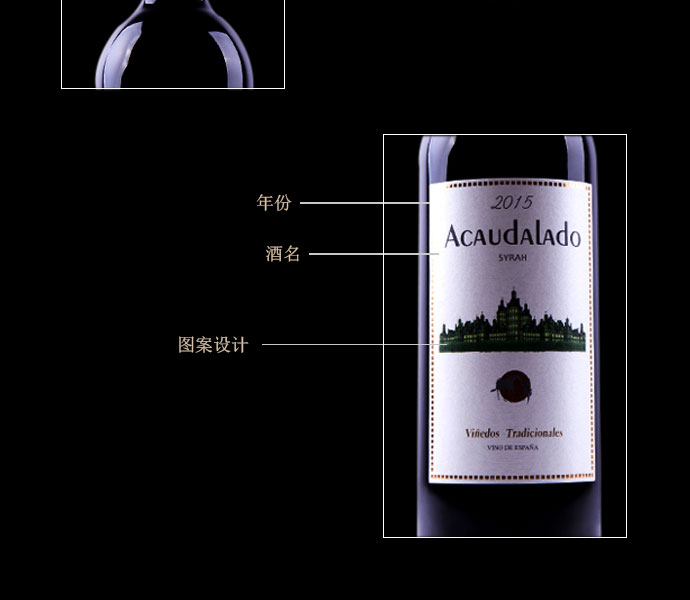 年份
2015
酒名
Acaudalado
SYRAH
图案设计
Viñedos Tradicionales
VINO DE ESPAÑA